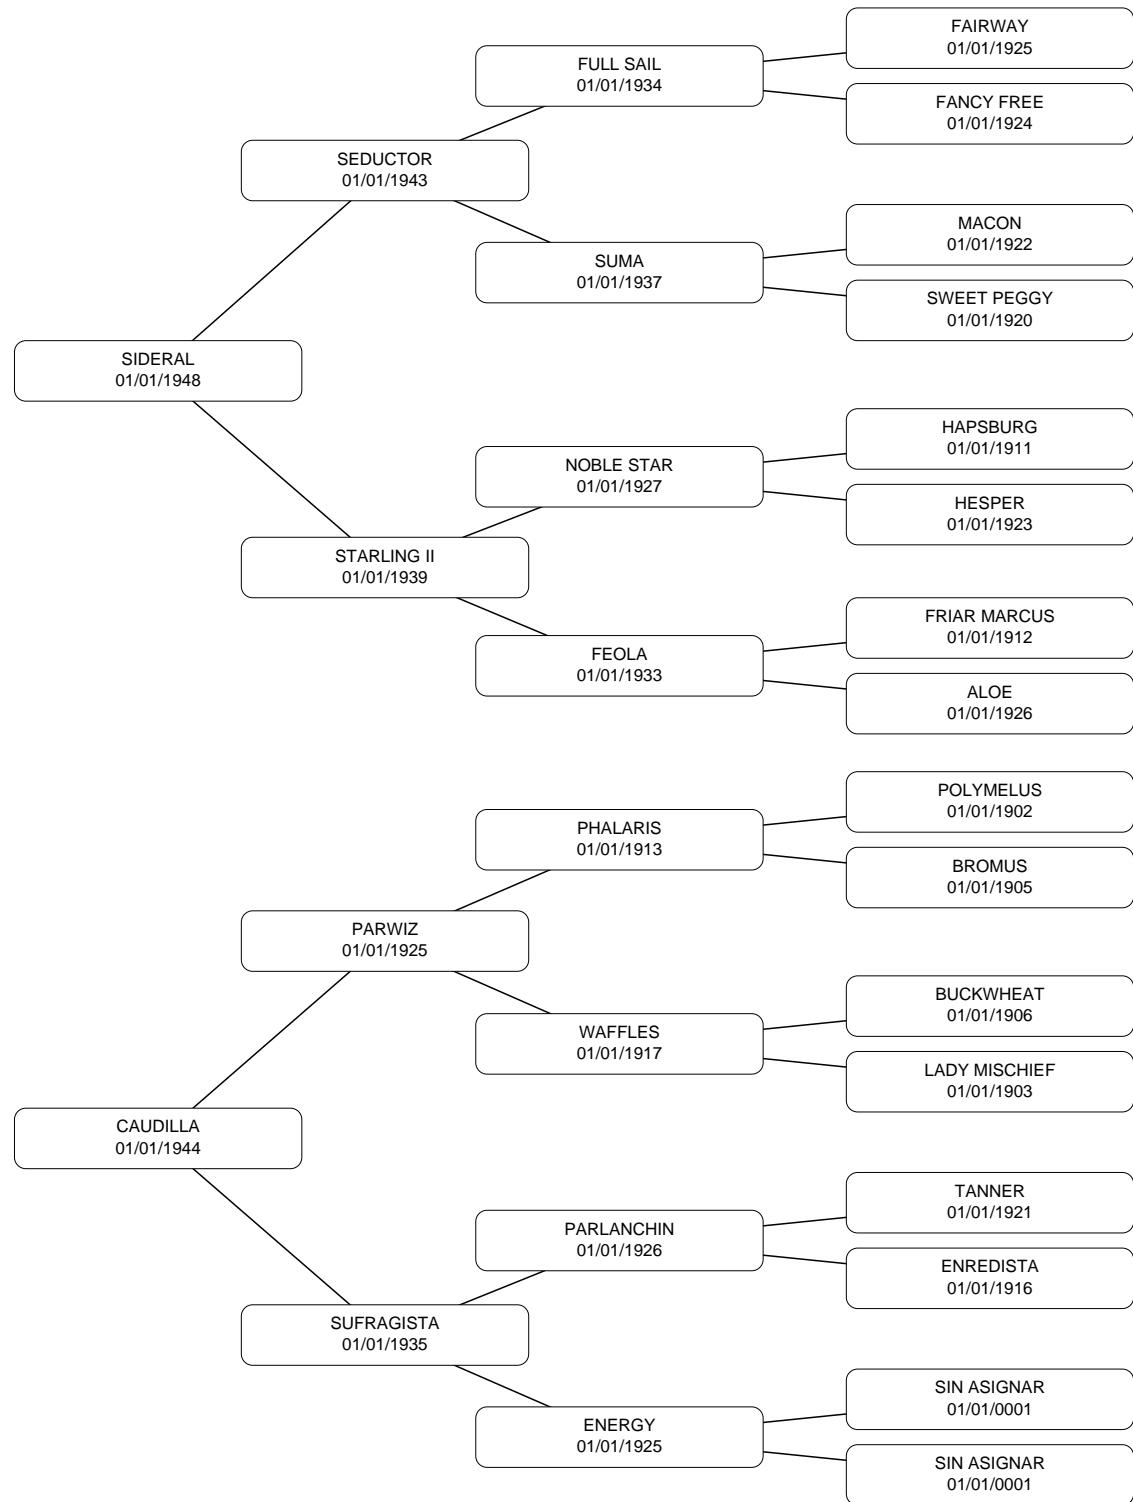 FAIRWAY
01/01/1925
FULL SAIL
01/01/1934
FANCY FREE
01/01/1924
SEDUCTOR
01/01/1943
MACON
01/01/1922
SUMA
01/01/1937
SWEET PEGGY
01/01/1920
SIDERAL
01/01/1948
HAPSBURG
01/01/1911
NOBLE STAR
01/01/1927
HESPER
01/01/1923
STARLING II
01/01/1939
FRIAR MARCUS
01/01/1912
FEOLA
01/01/1933
ALOE
01/01/1926
POLYMELUS
01/01/1902
PHALARIS
01/01/1913
BROMUS
01/01/1905
PARWIZ
01/01/1925
BUCKWHEAT
01/01/1906
WAFFLES
01/01/1917
LADY MISCHIEF
01/01/1903
CAUDILLA
01/01/1944
TANNER
01/01/1921
PARLANCHIN
01/01/1926
ENREDISTA
01/01/1916
SUFRAGISTA
01/01/1935
SIN ASIGNAR
01/01/0001
ENERGY
01/01/1925
SIN ASIGNAR
01/01/0001